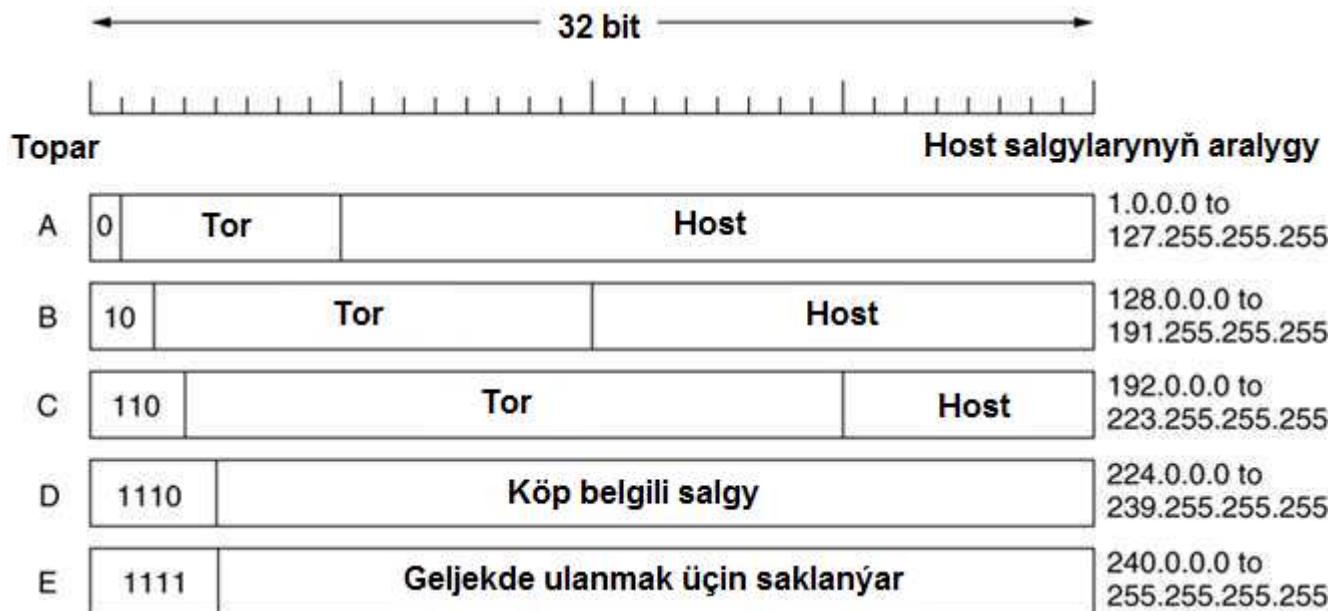 32 bit
Topar
Host salgylarynyň aralygy
A 0 Tor Host 1.0.0.0 to
127.255.255.255
B 10 Tor Host 128.0.0.0 to
191.255.255.255
C 110 Tor Host 192.0.0.0 to
223.255.255.255
D 1110 Köp belgili salgy 224.0.0.0 to
239.255.255.255
E 1111 Geljekde ulanmak üçin saklanýar 240.0.0.0 to
255.255.255.255